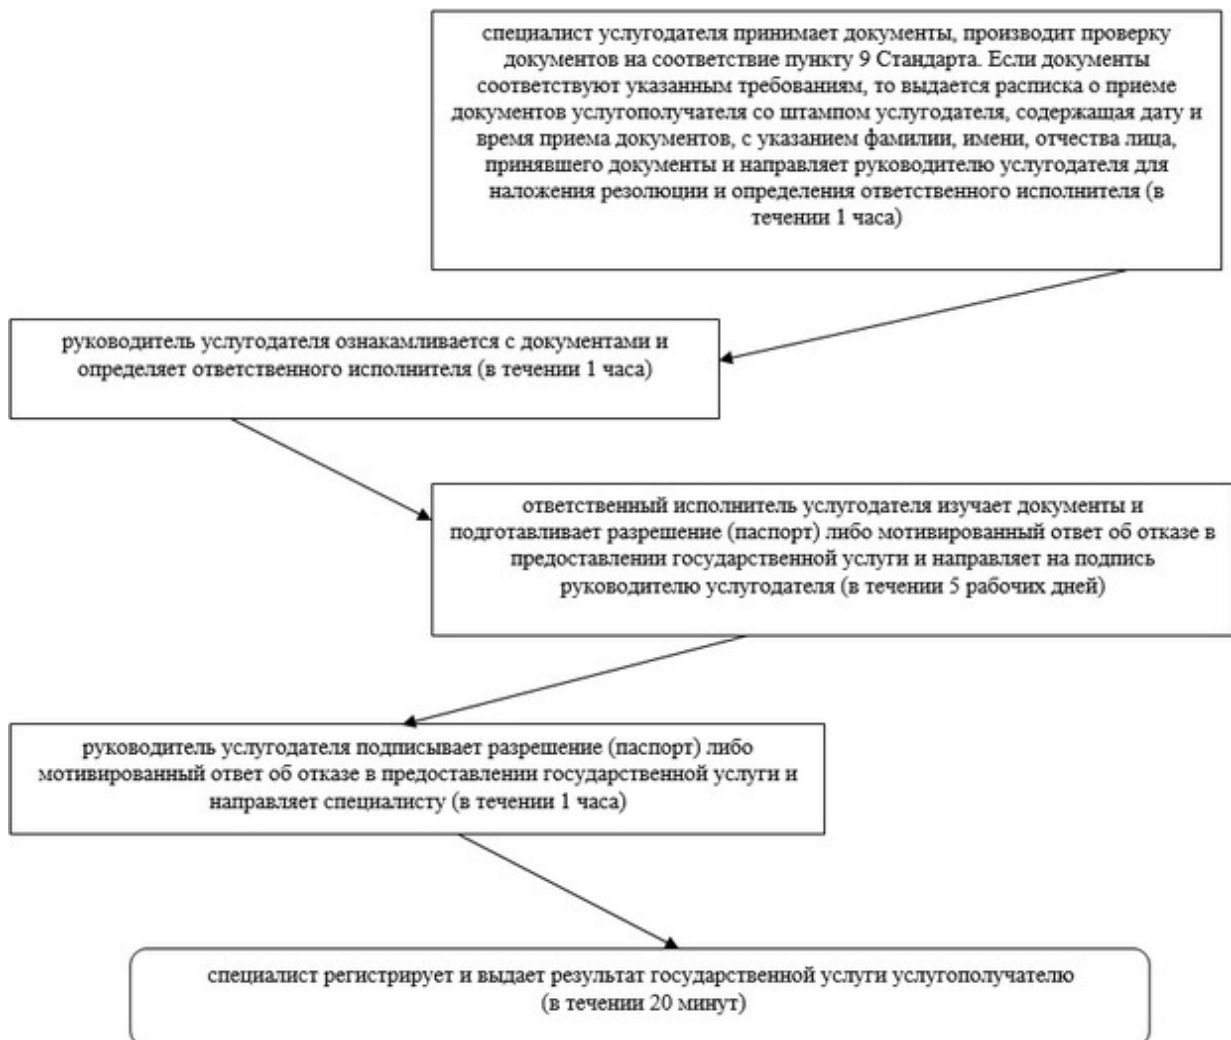 специалист услугодателя принимает документы, производит проверку
документов на соответствие пункту 9 Стандарта. Если документы
соответствуют указанным требованиям, то выдается расписка о приеме
документов услугополучателя со штампом услугодателя, содержащая дату и
время приема документов, с указанием фамилии, имени, отчества лица,
принявшего документы и направляет руководителю услугодателя для
наложения резолюции и определения ответственного исполнителя (в
течении 1 часа)
руководитель услугодателя ознакамливается с документами и
определяет ответственного исполнителя (в течении 1 часа)
ответственный исполнитель услугодателя изучает документы и
подготавливает разрешение (паспорт) либо мотивированный ответ об отказе в
предоставлении государственной услуги и направляет на подпись
руководителю услугодателя (в течении 5 рабочих дней)
руководитель услугодателя подписывает разрешение (паспорт) либо
мотивированный ответ об отказе в предоставлении государственной услуги и
направляет специалисту (в течении 1 часа)
специалист регистрирует и выдает результат государственной услуги услугополучателю
(в течении 20 минут)